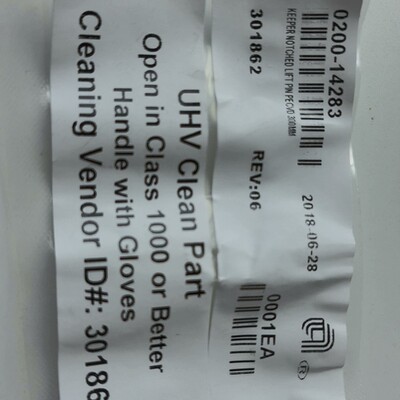 0200-14283
KEEPER NOTCHED LIFT PIN PECVD 300MM
2018-06-28
®
301862
REV:06
0001EA
UHV Clean Part
Open in Class 1000 or Better
Handle with Gloves
Cleaning Vendor ID#: 30186